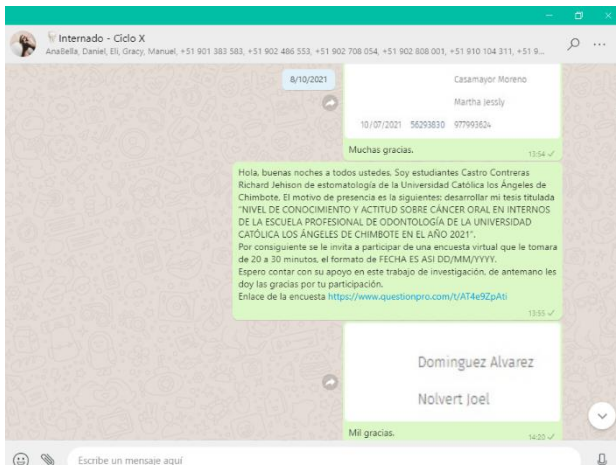 Internado - Ciclo X
AnaBella, Daniel, Eli, Gracy, Manuel, +51 901 383 583, +51 902 486 553, +51 902 708 054, +51 902 808 001, +51 910 104 311, +51 9...
8/10/2021
Casamayor Moreno
Martha Jessly
10/07/2021 56293830 977993624
Muchas gracias.
13:54
Hola, buenas noches a todos ustedes. Soy estudiantes Castro Contreras
Richard Jehison de estomatología de la Universidad Católica los Ángeles de
Chimbote. El motivo de presencia es la siguientes: desarrollar mi tesis titulada
"NIVEL DE CONOCIMIENTO Y ACTITUD SOBRE CÁNCER ORAL EN INTERNOS
DE LA ESCUELA PROFESIONAL DE ODONTOLOGÍA DE LA UNIVERSIDAD
CATÓLICA LOS ÁNGELES DE CHIMBOTE EN EL AÑO 2021".
Por consiguiente se le invita a participar de una encuesta virtual que le tomara
de 20 a 30 minutos, el formato de FECHA ES ASI DD/MM/YYYY.
Espero contar con su apoyo en este trabajo de investigación, de antemano les
doy las gracias por tu participación.
Enlace de la encuesta https://www.questionpro.com/t/AT4e9ZpAti
13:55
Dominguez Alvarez
Nolvert Joel
Mil gracias.
14:20
Escribe un mensaje aquí